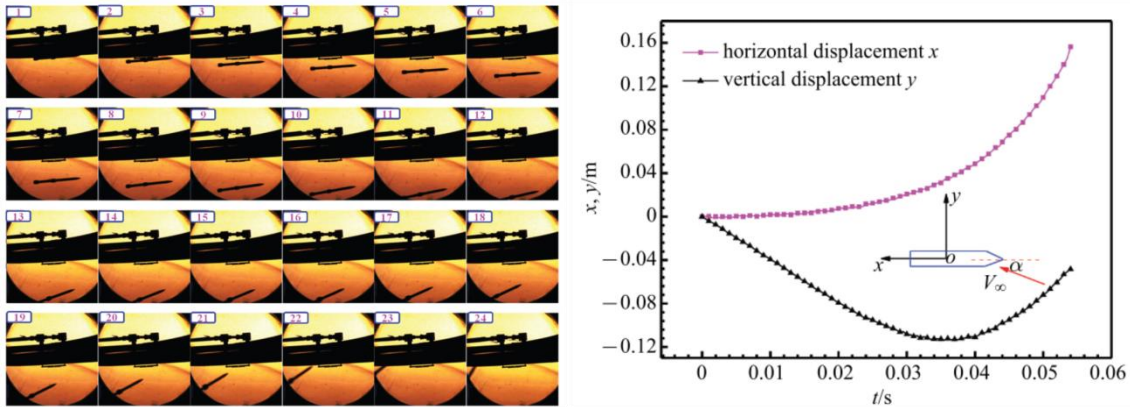 1 2 3 4 5 6
7 8 9 10 11 12
13 14 15 16 17 18
19 20 21 22 23 24
0.16
horizontal displacement x
vertical displacement y
0.12
0.08
x, y/m
0.04
y
0
x
o
α
−0.04
V∞
−0.08
−0.12
0 0.01 0.02 0.03 0.04 0.05 0.06
t/s